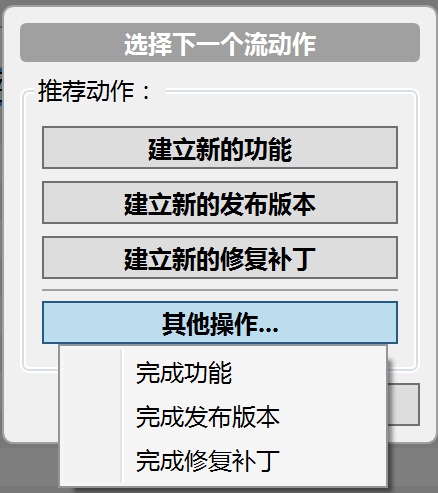 选择下一个流动作
推荐动作：
建立新的功能
建立新的发布版本
建立新的修复补丁
其他操作...
完成功能
完成发布版本
完成修复补丁